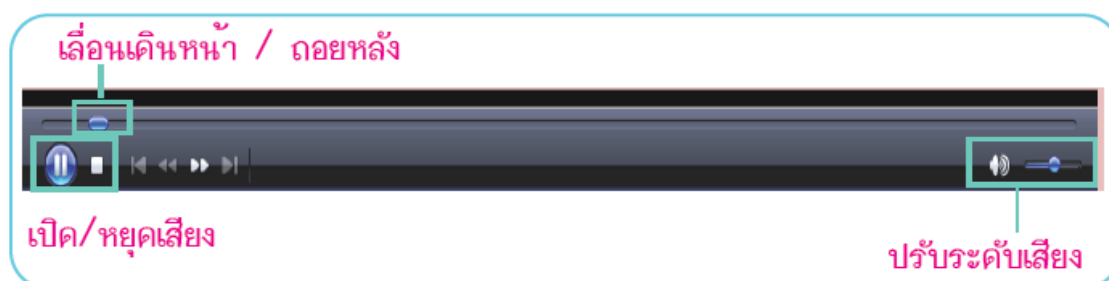 เลื่อนเดินหน้า / ถอยหลัง
เปิด/หยุดเสียง
ปรับระดับเสียง